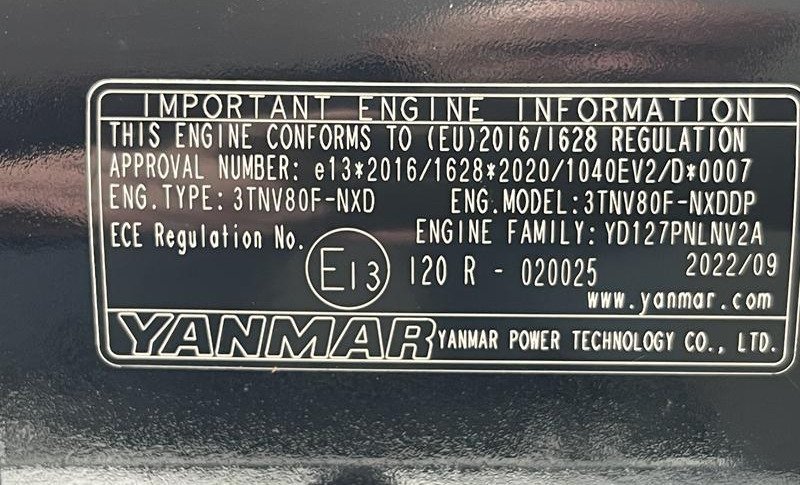 IMPORTANT ENGINE INFORMATION
THIS ENGINE CONFORMS TO (EU)2016/1628 REGULATION
APPROVAL NUMBER: e13*2016/1628*2020/1040EV2/D*0007
ENG.TYPE: 3TNV80F-NXD ENG.MODEL: 3TNV80F-NXDDP
ECE Regulation No. ENGINE FAMILY: YD127PNLNV2A
E13 120 R - 020025 2022/09
www.yanmar.com
YANMAR YANMAR POWER TECHNOLOGY CO., LTD.